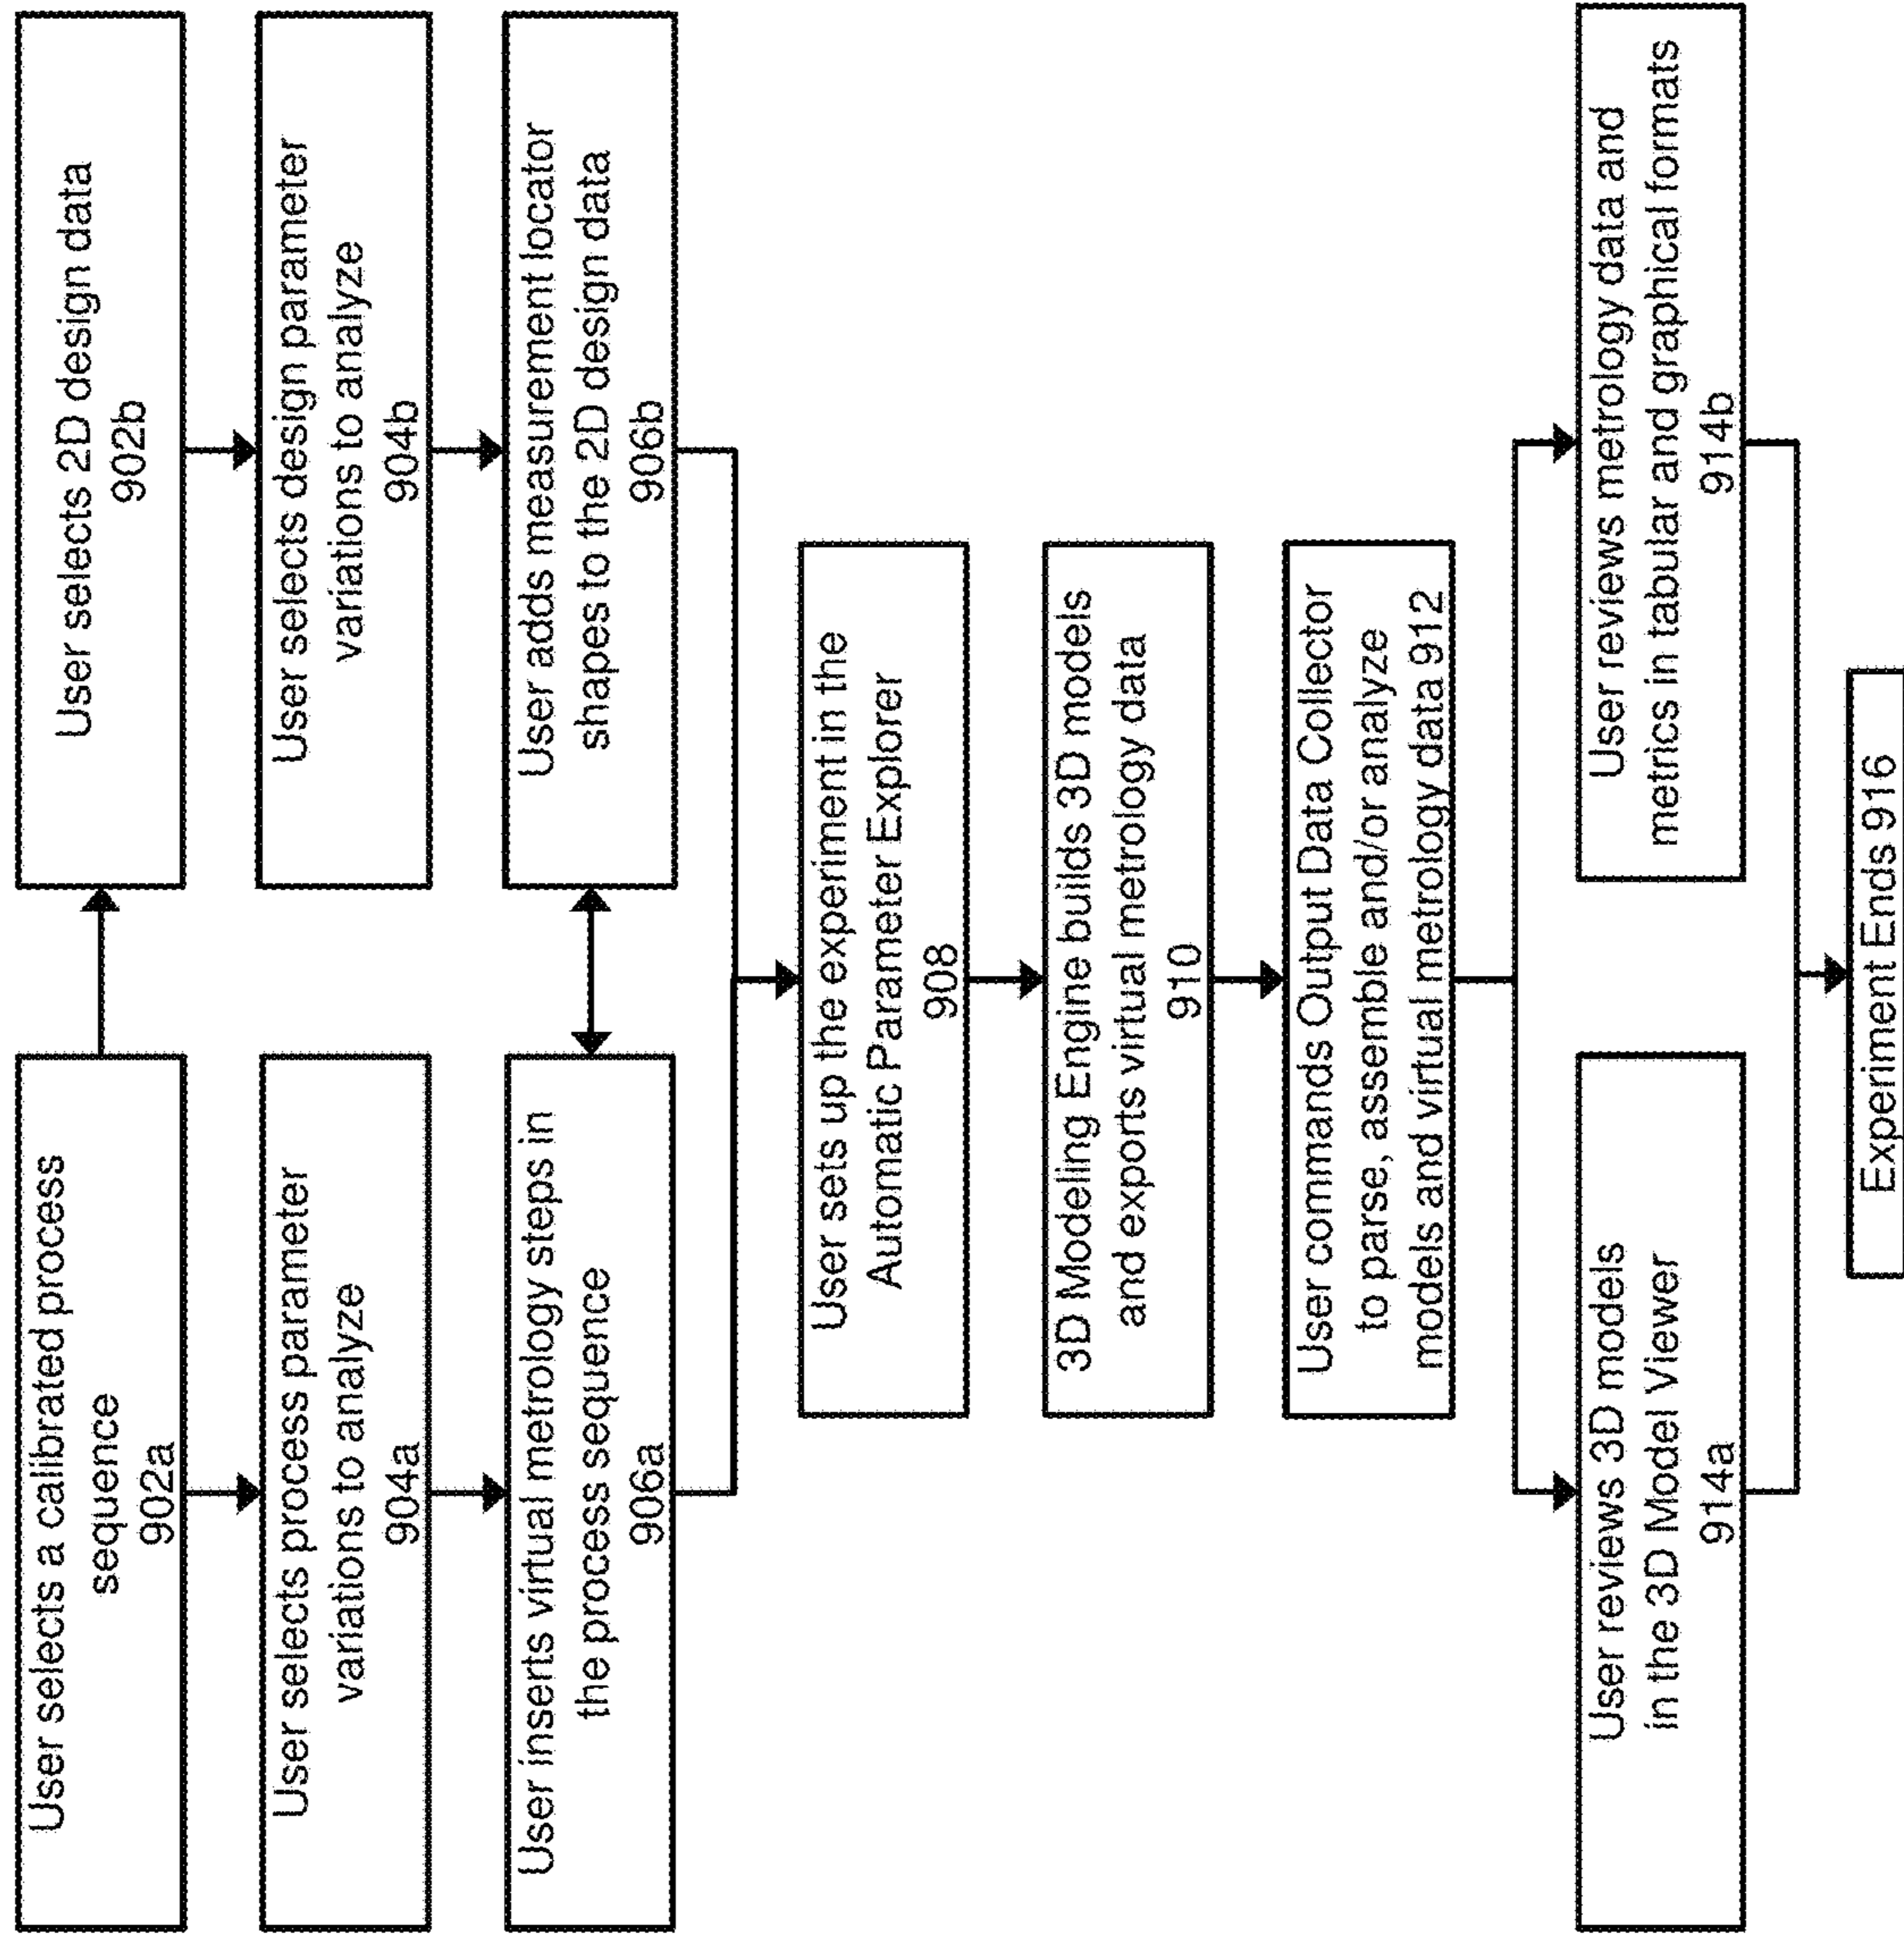 User selects a calibrated process
sequence
902a
User selects 2D design data
902b
User selects process parameter
variations to analyze
904a
User selects design parameter
variations to analyze
904b
User inserts virtual metrology steps in
the process sequence
906a
User adds measurement locator
shapes to the 2D design data
906b
User sets up the experiment in the
Automatic Parameter Explorer
908
3D Modeling Engine builds 3D models
and exports virtual metrology data
910
User commands Output Data Collector
to parse, assemble and/or analyze
models and virtual metrology data 912
User reviews 3D models
in the 3D Model Viewer
914a
User reviews metrology data and
metrics in tabular and graphical formats
914b
Experiment Ends 916